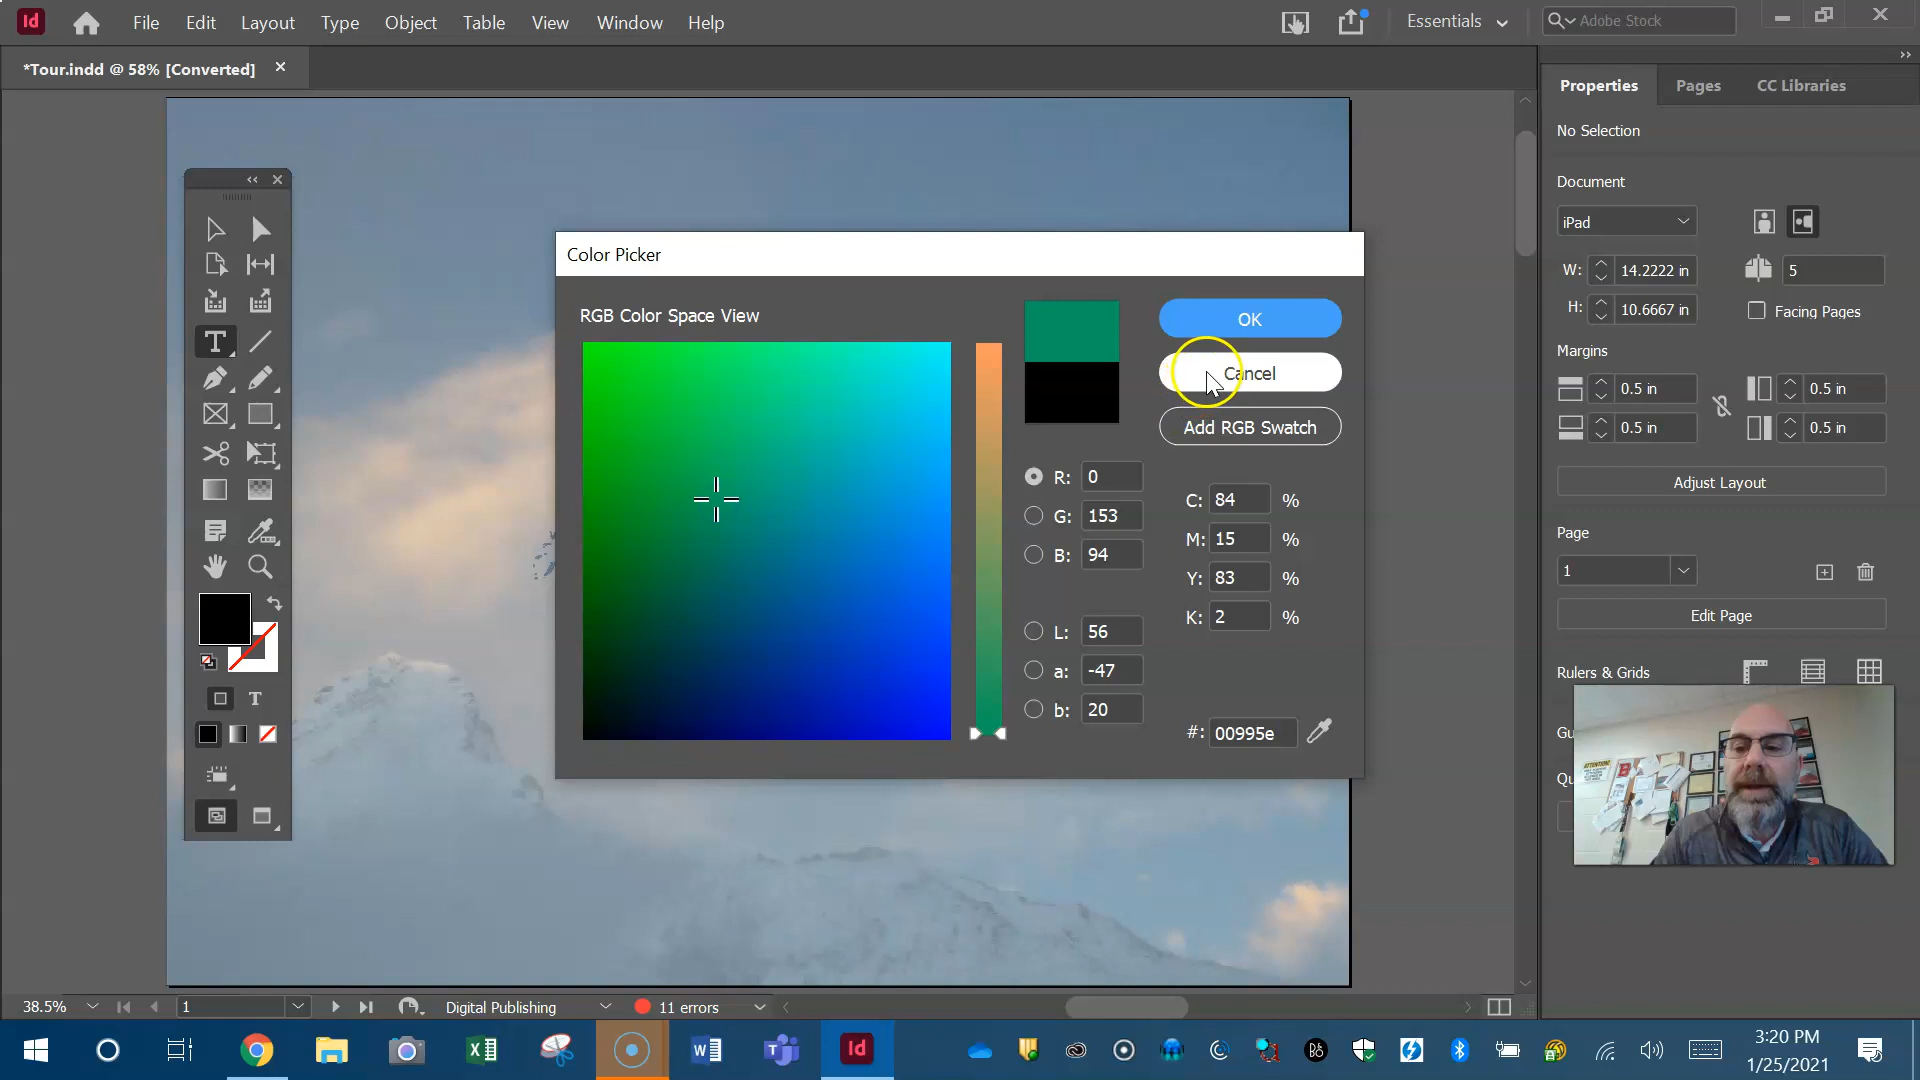 Id
File Edit Layout Type Object Table View Window Help
Essentials
Adobe Stock
*Tour.indd @ 58% [Converted]
Properties Pages CC Libraries
No Selection
Document
iPad
W: 14.2222 in
5
H: 10.6667 in
Facing Pages
Margins
0.5 in 0.5 in
0.5 in 0.5 in
Adjust Layout
Page
1
Edit Page
Rulers & Grids
Gu
Qu
Color Picker
RGB Color Space View
OK
Cancel
Add RGB Swatch
R: 0
G: 153
B: 94
C: 84 %
M: 15 %
Y: 83 %
K: 2 %
L: 56
a: -47
b: 20
#: 00995e
T
T
ATTENTION!
B
38.5%
1
Digital Publishing
11 errors
Id
3:20 PM
1/25/2021